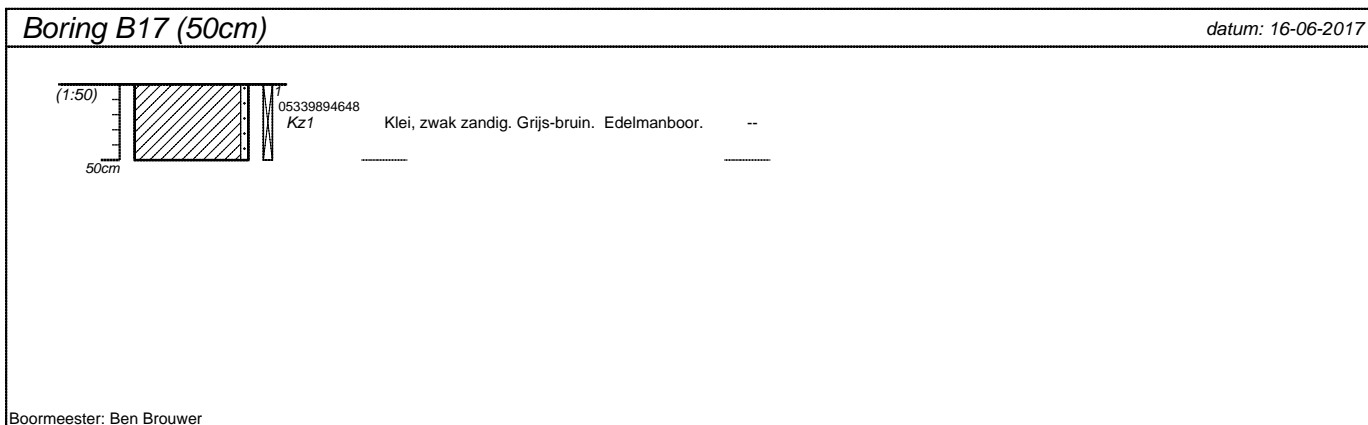 Boring B17 (50cm) datum: 16-06-2017
(1:50)
1
05339894648
Kz1 Klei, zwak zandig. Grijs-bruin. Edelmanboor. --
50cm
Boormeester: Ben Brouwer